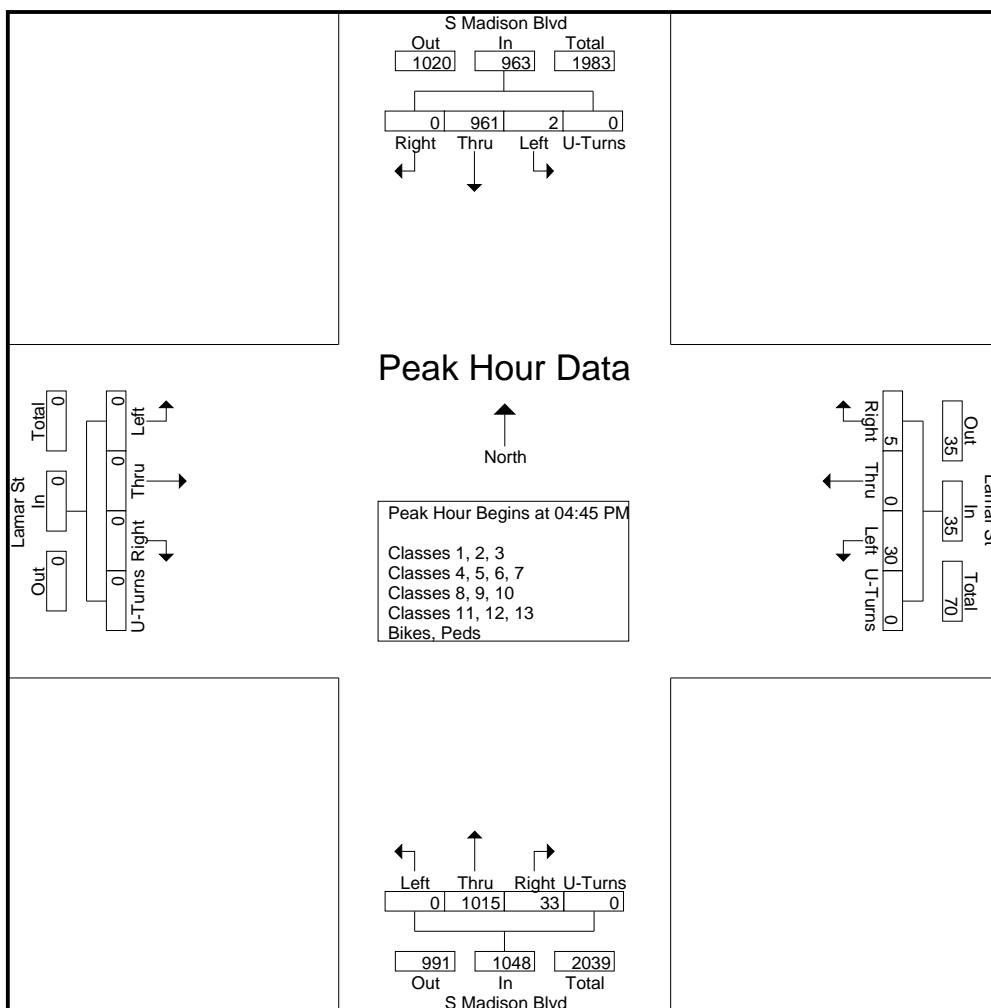 S Madison Blvd
Out In Total
1020 963 1983
0 961 2 0
Right Thru Left U-Turns
Peak Hour Data
North
Peak Hour Begins at 04:45 PM
Classes 1, 2, 3
Classes 4, 5, 6, 7
Classes 8, 9, 10
Classes 11, 12, 13
Bikes, Peds
Lamar St
Total In Out
0 0 0
0 0 0 0
Left Thru Right U-Turns
Right Thru Left U-Turns
5 0 30 0
Out In Total
35 35 70
Lamar St
Left Thru Right U-Turns
0 1015 33 0
991 1048 2039
Out In Total
S Madison Blvd